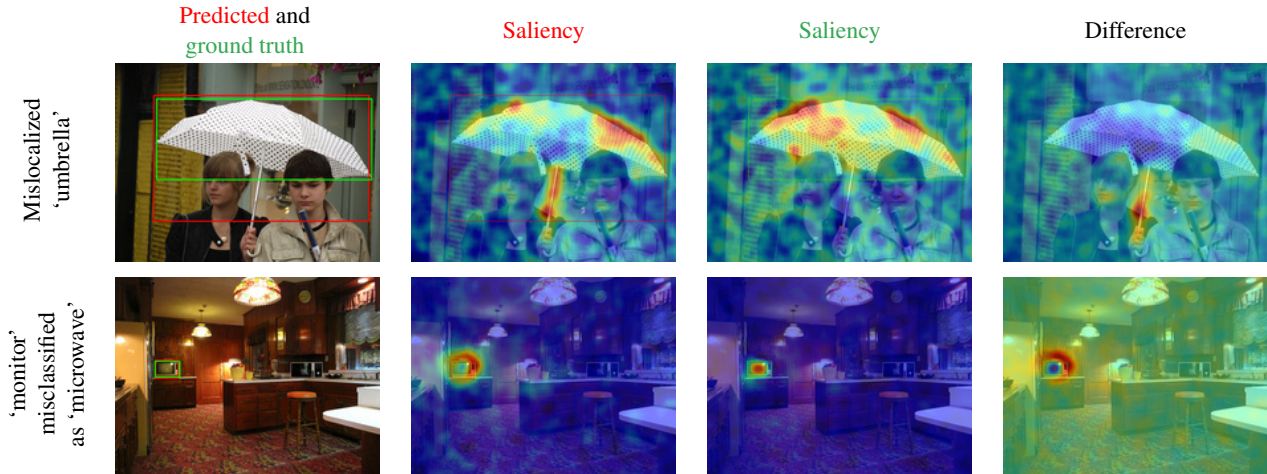 Predicted and
ground truth
Saliency
Saliency
Difference
Mislocalized
‘umbrella’
‘monitor’
misclassified
as ‘microwave’